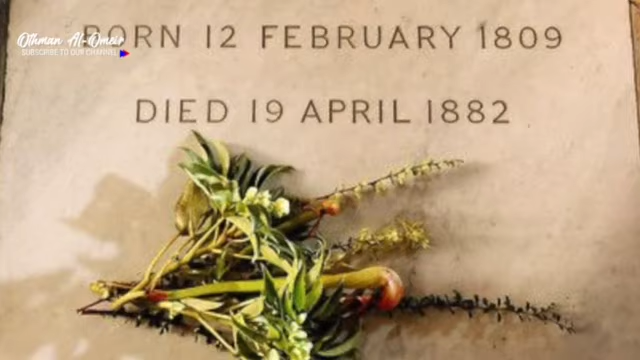 BORN 12 FEBRUARY 1809
Othman Al-Omeir
SUBSCRIBE TO OUR CHANNEL
DIED 19 APRIL 1882